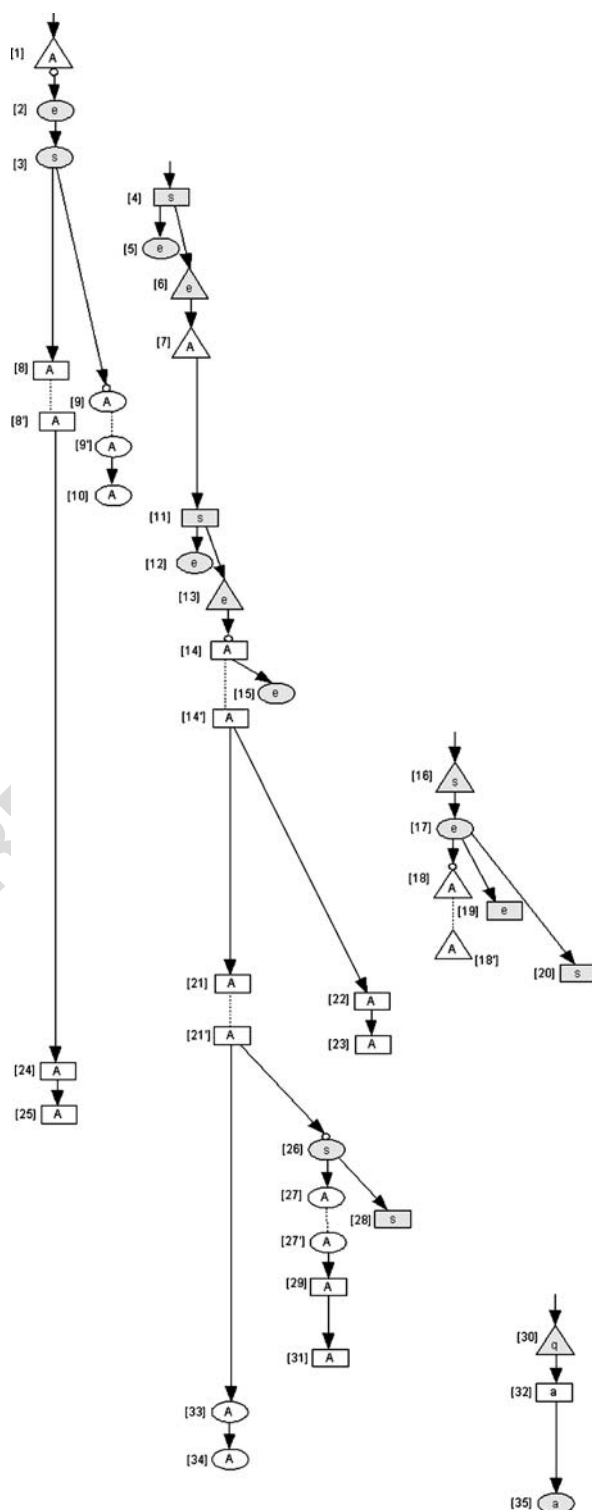 [1] A
[2] e
[3] s
[4] s
[5] e
[6] e
[7] A
[8] A
[9] A
[8'] A
[9'] A
[10] A
[11] s
[12] e
[13] e
[14] A
[15] e
[14'] A
[16] s
[17] e
[18] A
[19] e
[18'] A
[20] s
[21] A
[22] A
[21'] A
[23] A
[24] A
[25] A
[26] s
[27] A
[28] s
[27'] A
[29] A
[30] q
[31] A
[32] a
[33] A
[34] A
[35] a